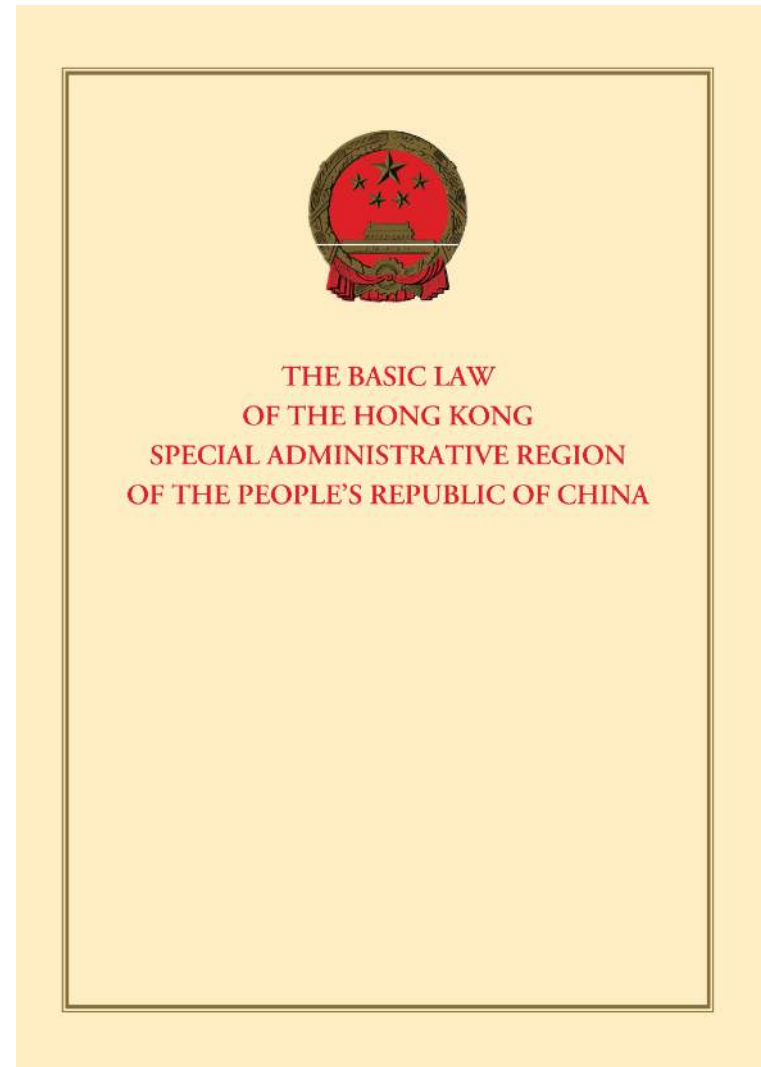 THE BASIC LAW
OF THE HONG KONG
SPECIAL ADMINISTRATIVE REGION
OF THE PEOPLE’S REPUBLIC OF CHINA